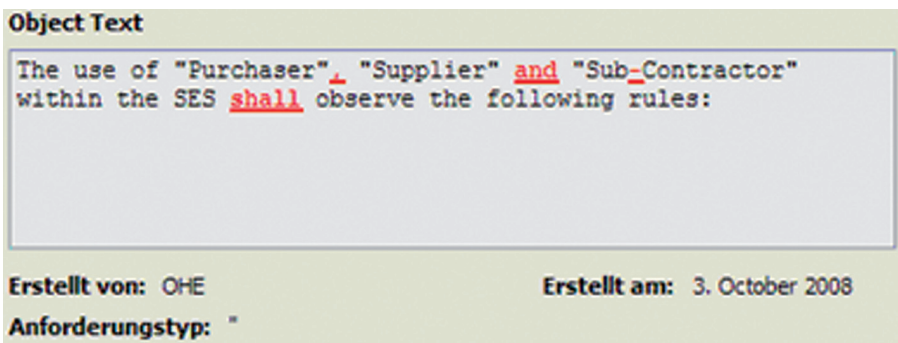 Object Text
The use of "Purchaser", "Supplier" and "Sub-Contractor"
within the SES shall observe the following rules:
Erstellt von: OHE Erstellt am: 3. October 2008
Anforderungstyp: "